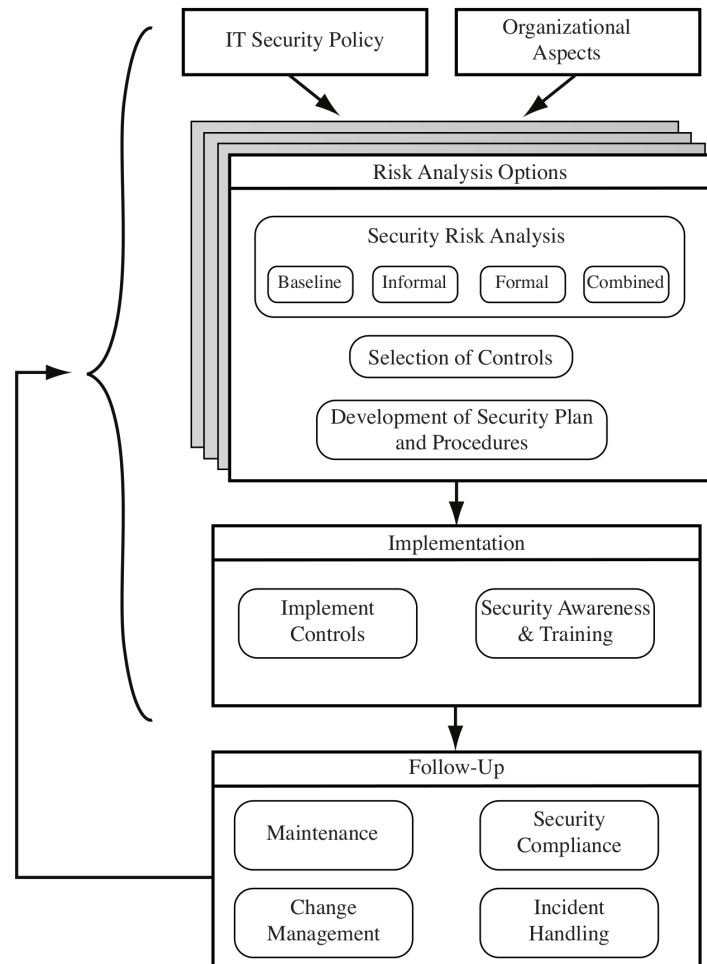 IT Security Policy
Organizational
Aspects
Risk Analysis Options
Security Risk Analysis
Baseline
Informal
Formal
Combined
Selection of Controls
Development of Security Plan
and Procedures
Implementation
Implement
Controls
Security Awareness
& Training
Follow-Up
Maintenance
Security
Compliance
Change
Management
Incident
Handling